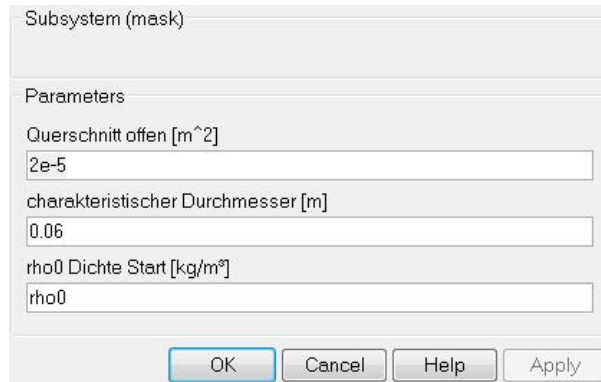 Subsystem (mask)
Parameters
Querschnitt offen [m^2]
2e-5
charakteristischer Durchmesser [m]
0.06
rho0 Dichte Start [kg/m³]
rho0
OK Cancel Help Apply